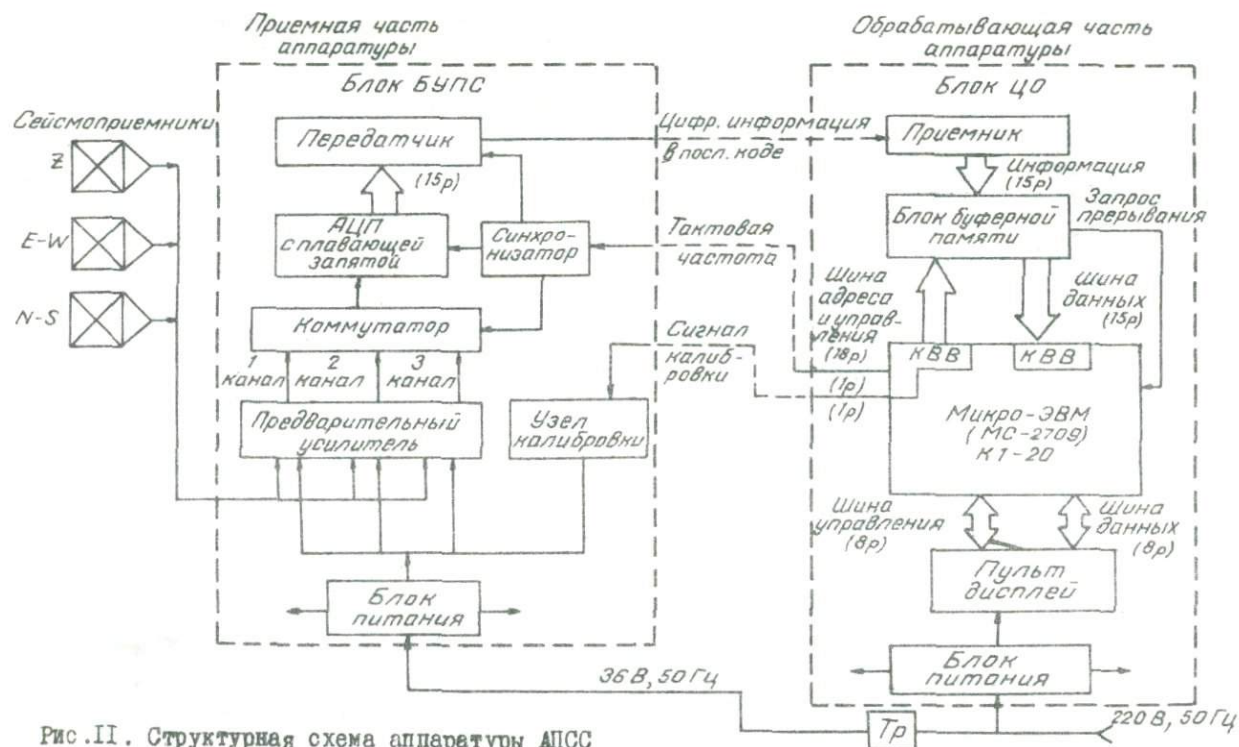 Приемная часть
аппаратуры
Обрабатывающая часть
аппаратуры
Блок БУПС
Блок ЦО
Сейсмоприемники
Z
E-W
N-S
Передатчик
(15р)
АЦП
с плавающей
запятой
Синхро-
низатор
Коммутатор
1
канал
2
канал
3
канал
Предварительный
усилитель
Узел
калибровки
Блок
питания
Цифр. информация
в посл. коде
Тактовая
частота
Сигнал
калиб-
ровки
Приемник
Информация
(15р)
Запрос
прерывания
Блок буферной
памяти
Шина
адреса
и управ-
ления
(18р)
Шина
данных
(15р)
КВВ
КВВ
(1р)
(1р)
Микро-ЭВМ
(МС-2709)
К1-20
Шина
управления
(8р)
Шина
данных
(8р)
Пульт
дисплей
Блок
питания
36 В, 50 Гц
Тр
220 В, 50 Гц
Рис.II. Структурная схема аппаратуры АПСС